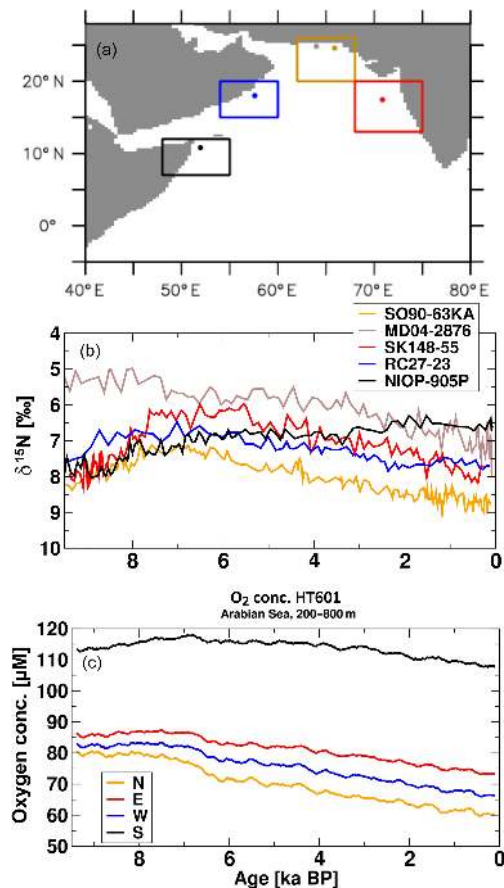 (a)
20°N
10°N
0°
40°E 50°E 60°E 70°E 80°E
SO90-63KA
MD04-2876
SK148-55
RC27-23
NIOP-905P
(b)
4
5
6
7
8
9
10
δ¹⁵N [‰]
8 6 4 2 0
O₂ conc. HT601
Arabian Sea, 200–800 m
(c)
120
110
100
90
80
70
60
50
Oxygen conc. [µM]
N
E
W
S
8 6 4 2 0
Age [ka BP]